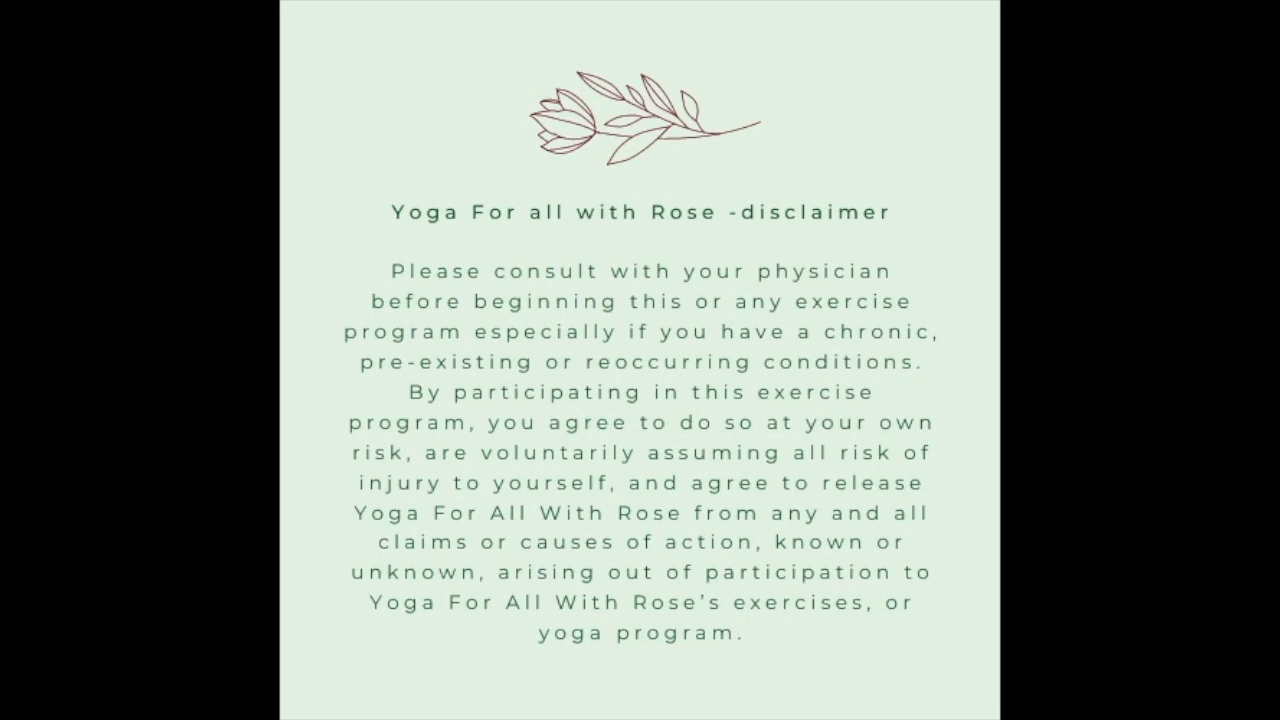 Yoga For all with Rose -disclaimer
Please consult with your physician
before beginning this or any exercise
program especially if you have a chronic,
pre-existing or reoccurring conditions.
By participating in this exercise
program, you agree to do so at your own
risk, are voluntarily assuming all risk of
injury to yourself, and agree to release
Yoga For All With Rose from any and all
claims or causes of action, known or
unknown, arising out of participation to
Yoga For All With Rose’s exercises, or
yoga program.